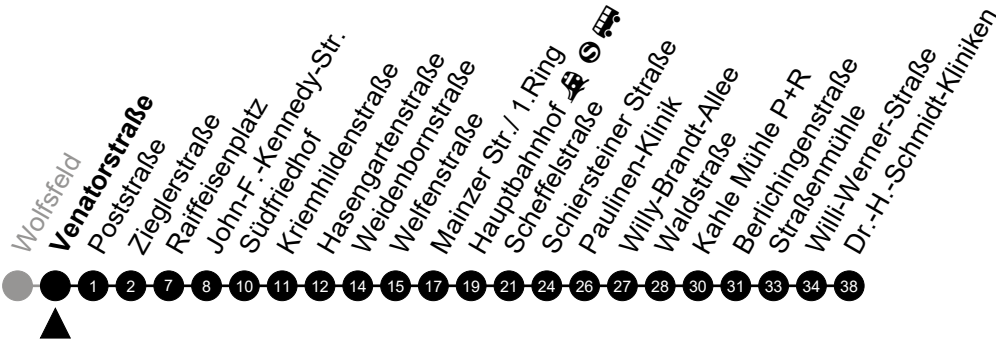 Wolfsfeld
Venatorstraße
Poststraße
Zieglerstraße
Raiffeisenplatz
John-F.-Kennedy-Str.
Südfriedhof
Kriemhildenstraße
Hasengartenstraße
Weidenbornstraße
Welfenstraße
Mainzer Str./ 1.Ring
Hauptbahnhof S
Scheffelstraße
Schiersteiner Straße
Paulinen-Klinik
Willy-Brandt-Allee
Waldstraße
Kahle Mühle P+R
Berlichingenstraße
Straßenmühle
Willi-Werner-Straße
Dr.-H.-Schmidt-Kliniken
1 2 7 8 10 11 12 14 15 17 19 21 24 26 27 28 30 31 33 34 38